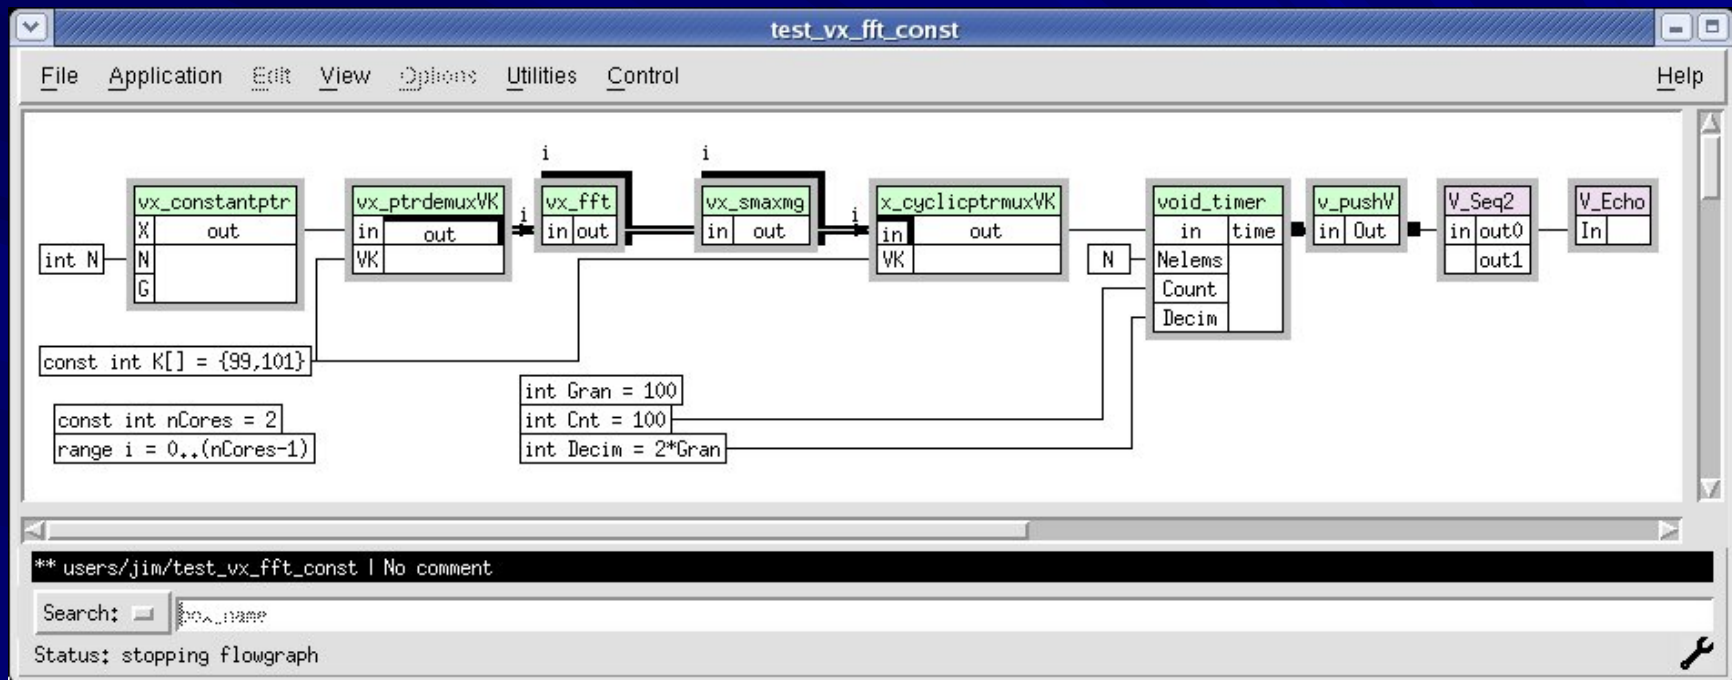 test_vx_fft_const
File Application Edit View Options Utilities Control Help
i i
vx_constantptr vx_ptrdemuxVK vx_fft vx_smaxmg x_cyclicptrmuxVK void_timer v_pushV V_Seq2 V_Echo
X out in out i in out in out i in out in time in Out in out0 In
int N N VK VK N Nelems out1
G Count
Decim
const int K[] = {99,101}
int Gran = 100
const int nCores = 2 int Cnt = 100
range i = 0..(nCores-1) int Decim = 2*Gran
** users/jim/test_vx_fft_const | No comment
Search: box_name
Status: stopping flowgraph